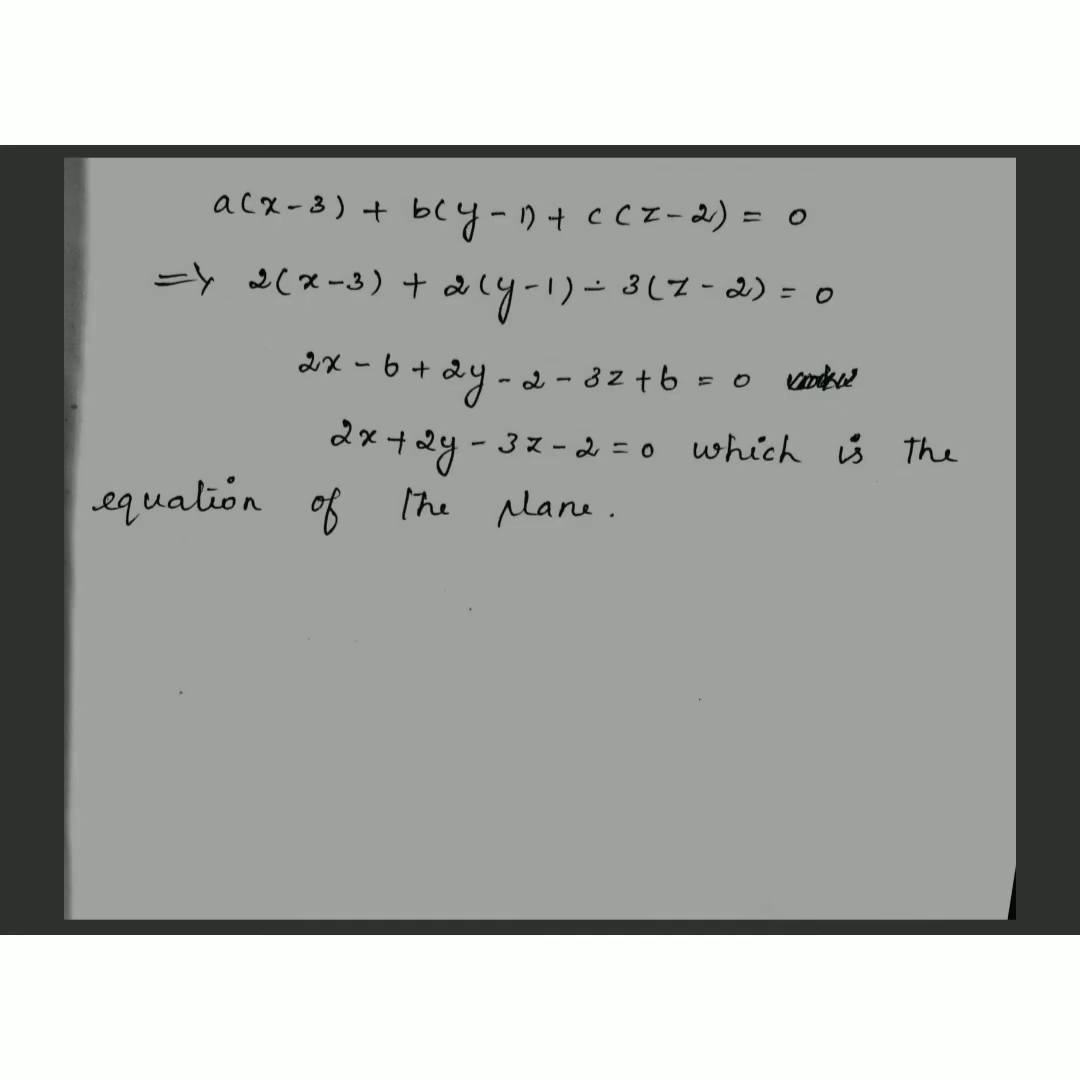 a(x-3) + b(y-1) + c(z-2) = 0
=> 2(x-3) + 2(y-1) - 3(z-2) = 0
2x - 6 + 2y - 2 - 3z + 6 = 0
2x + 2y - 3z - 2 = 0 which is the
equation of the plane.